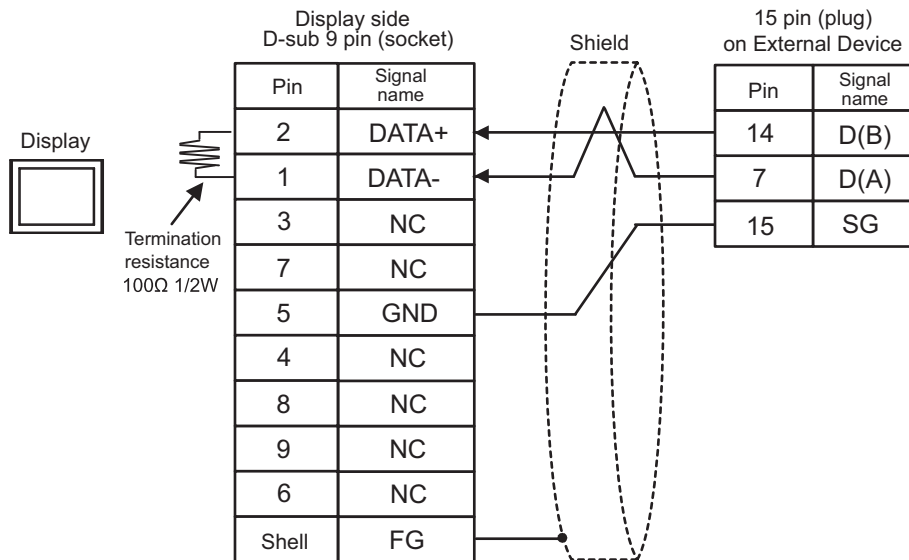 Display side
D-sub 9 pin (socket)
Shield
15 pin (plug)
on External Device
Pin Signal name
2 DATA+
1 DATA-
3 NC
7 NC
5 GND
4 NC
8 NC
9 NC
6 NC
Shell FG
Pin Signal name
14 D(B)
7 D(A)
15 SG
Display
Termination
resistance
100Ω 1/2W